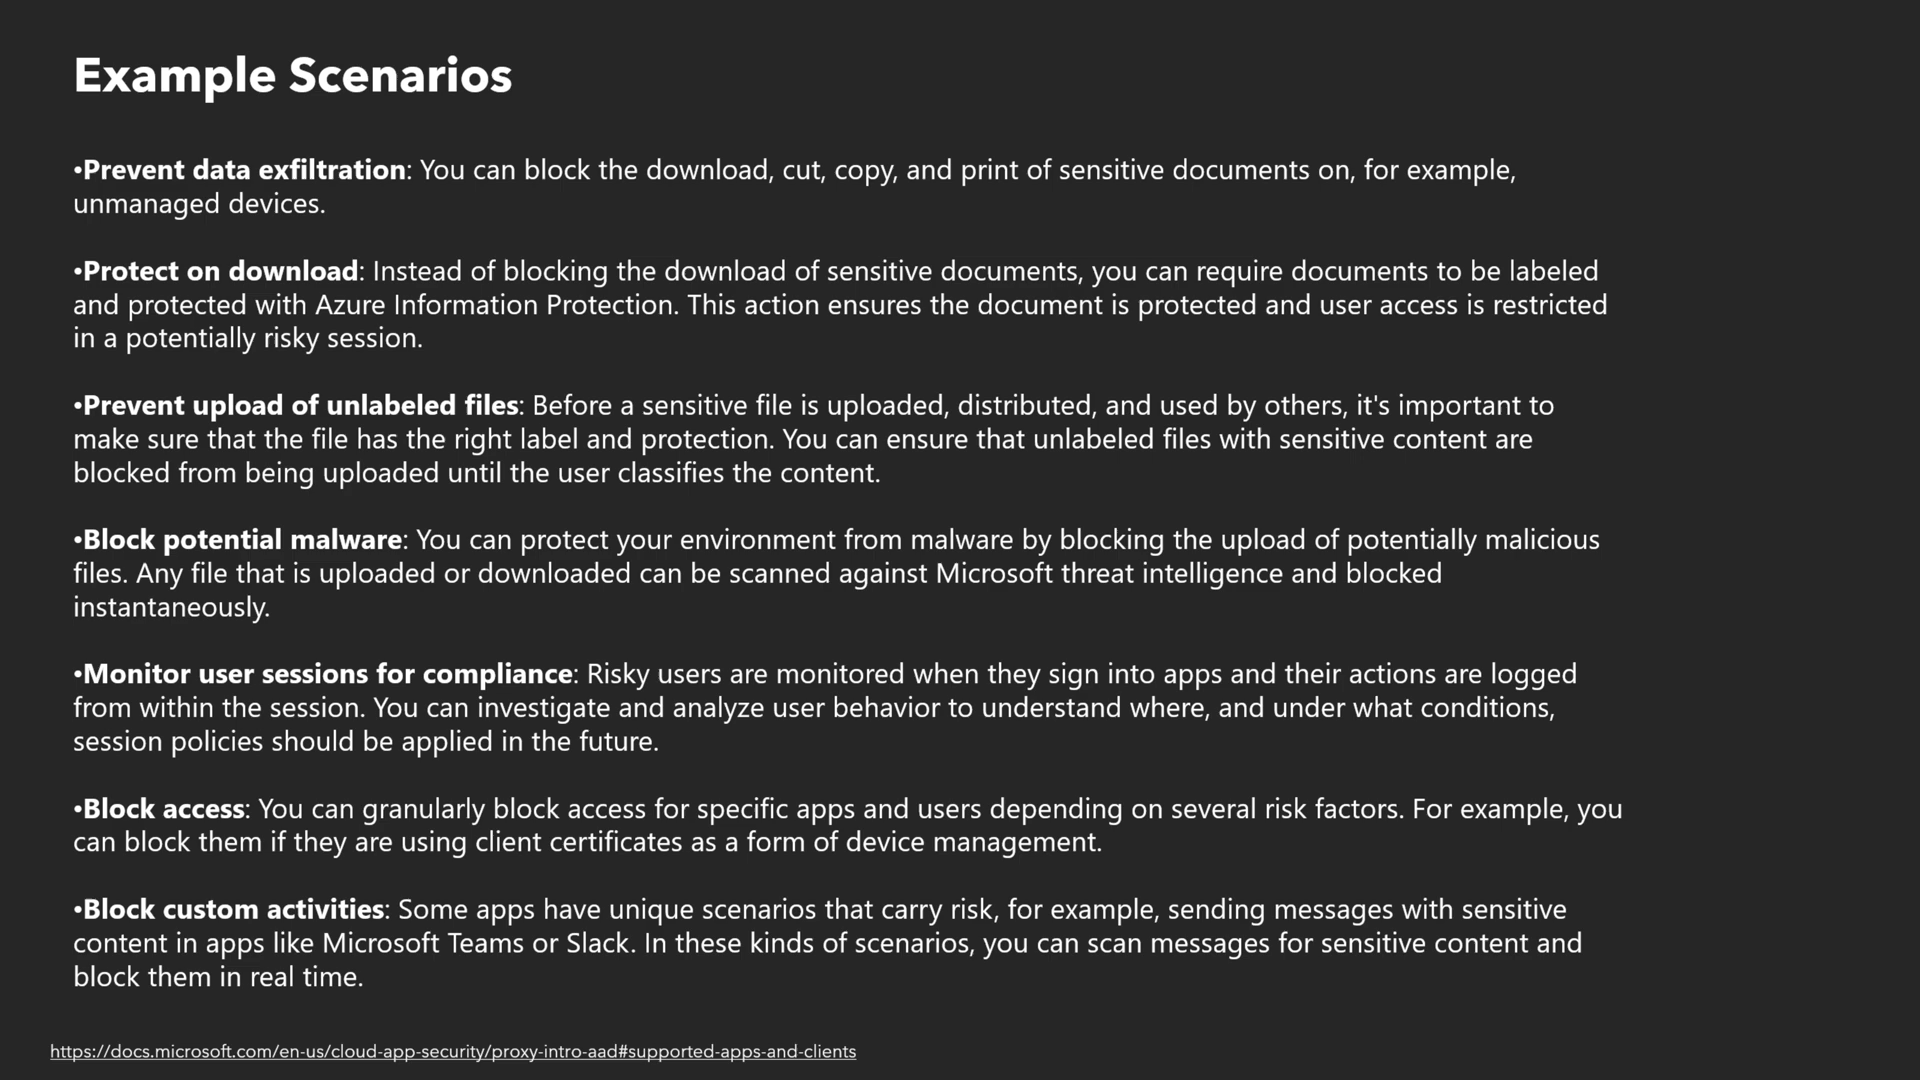 Example Scenarios
•Prevent data exfiltration: You can block the download, cut, copy, and print of sensitive documents on, for example,
unmanaged devices.
•Protect on download: Instead of blocking the download of sensitive documents, you can require documents to be labeled
and protected with Azure Information Protection. This action ensures the document is protected and user access is restricted
in a potentially risky session.
•Prevent upload of unlabeled files: Before a sensitive file is uploaded, distributed, and used by others, it's important to
make sure that the file has the right label and protection. You can ensure that unlabeled files with sensitive content are
blocked from being uploaded until the user classifies the content.
•Block potential malware: You can protect your environment from malware by blocking the upload of potentially malicious
files. Any file that is uploaded or downloaded can be scanned against Microsoft threat intelligence and blocked
instantaneously.
•Monitor user sessions for compliance: Risky users are monitored when they sign into apps and their actions are logged
from within the session. You can investigate and analyze user behavior to understand where, and under what conditions,
session policies should be applied in the future.
•Block access: You can granularly block access for specific apps and users depending on several risk factors. For example, you
can block them if they are using client certificates as a form of device management.
•Block custom activities: Some apps have unique scenarios that carry risk, for example, sending messages with sensitive
content in apps like Microsoft Teams or Slack. In these kinds of scenarios, you can scan messages for sensitive content and
block them in real time.
https://docs.microsoft.com/en-us/cloud-app-security/proxy-intro-aad#supported-apps-and-clients